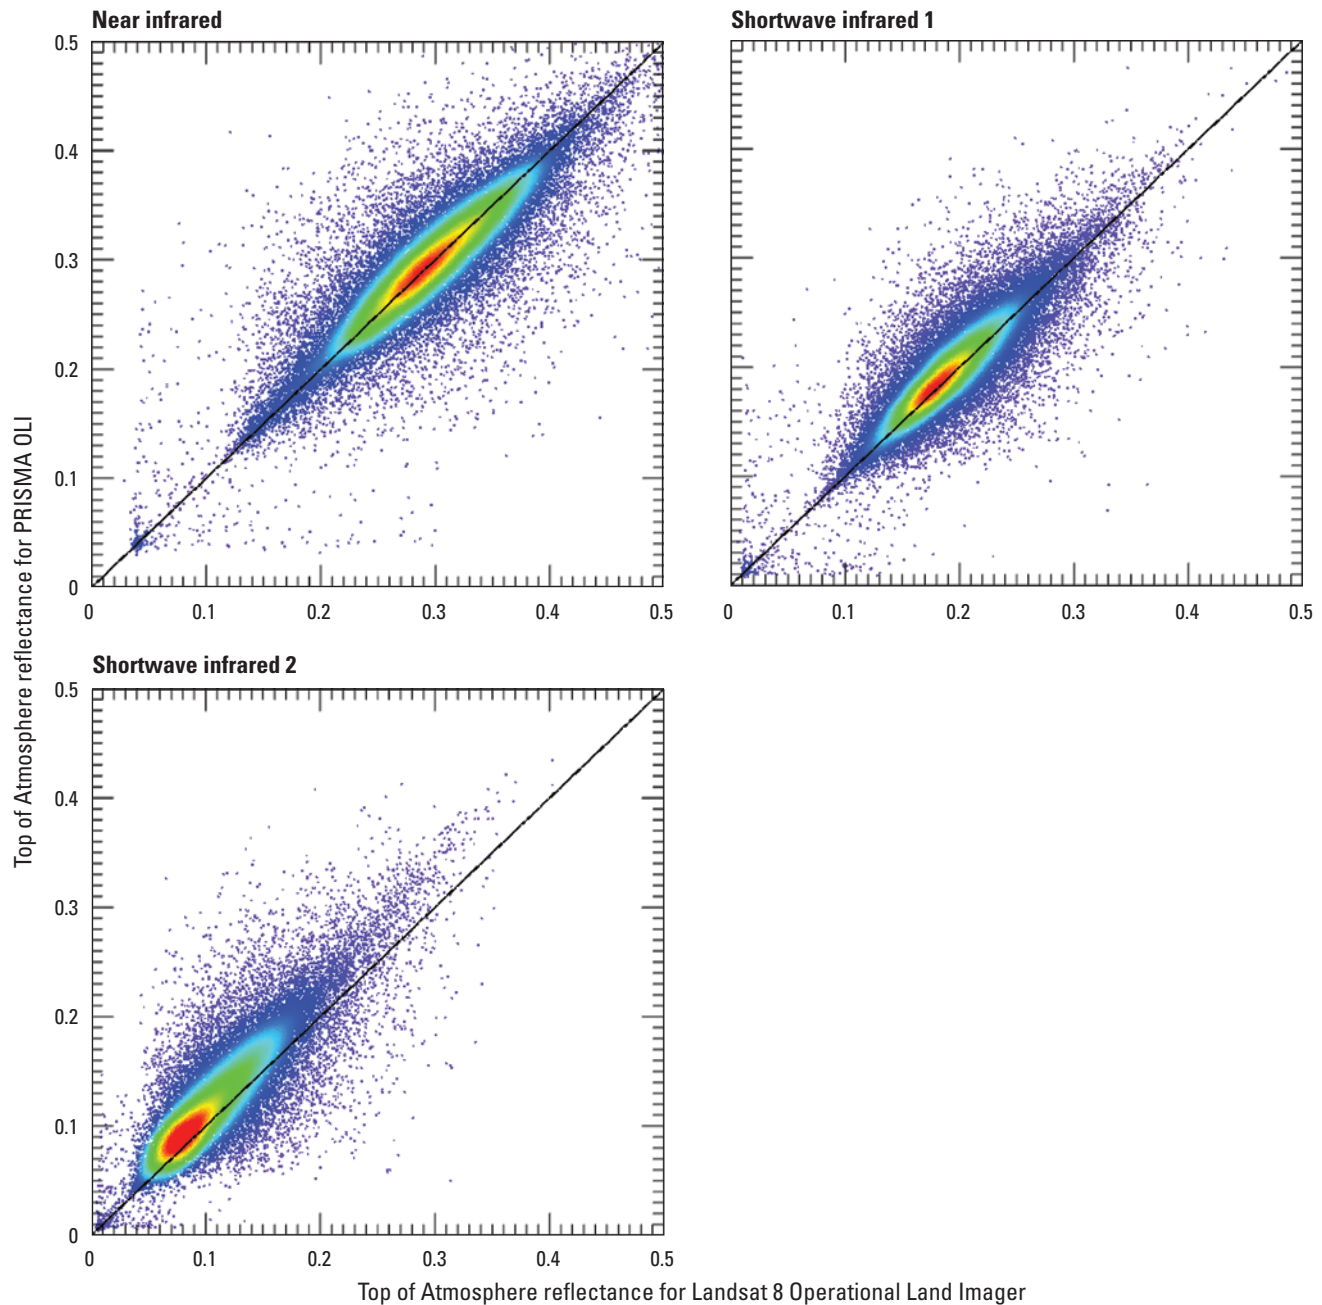 Near infrared
0.5
0.4
0.3
0.2
0.1
0
0 0.1 0.2 0.3 0.4 0.5
Shortwave infrared 1
0 0.1 0.2 0.3 0.4 0.5
Shortwave infrared 2
0.5
0.4
0.3
0.2
0.1
0
0 0.1 0.2 0.3 0.4 0.5
Top of Atmosphere reflectance for PRISMA OLI
Top of Atmosphere reflectance for Landsat 8 Operational Land Imager